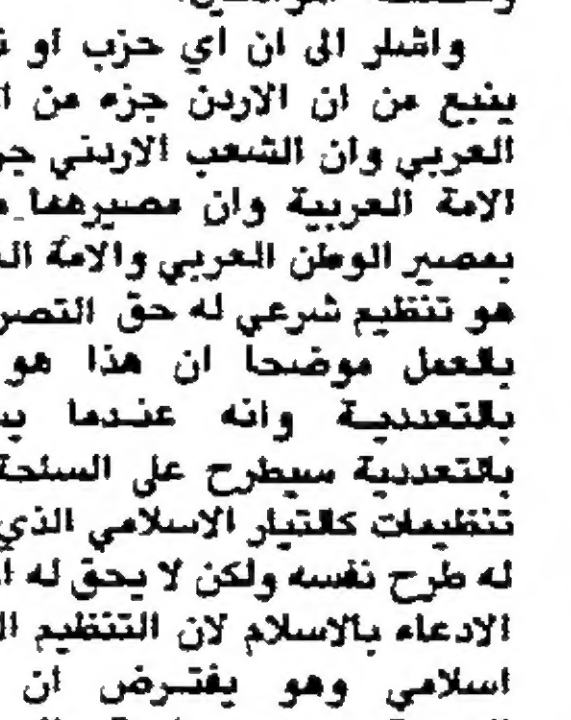 واشار الى ان اي حزب او
ينبع من ان الاردن جزء من
العربي وان الشعب الاردني
الامة العربية وان مصيرهما
بمصير الوطن العربي والامة
هو تنظيم شرعي له حق
بالعمل موضحا ان هذا هو
بالتعددية وانه عندما
بالتعددية سيطرح على الساحة
تنظيمات كالتيار الاسلامي الذي
له طرح نفسه ولكن لا يحق له
الادعاء بالاسلام لان التنظيم
اسلامي وهو يفترض ان